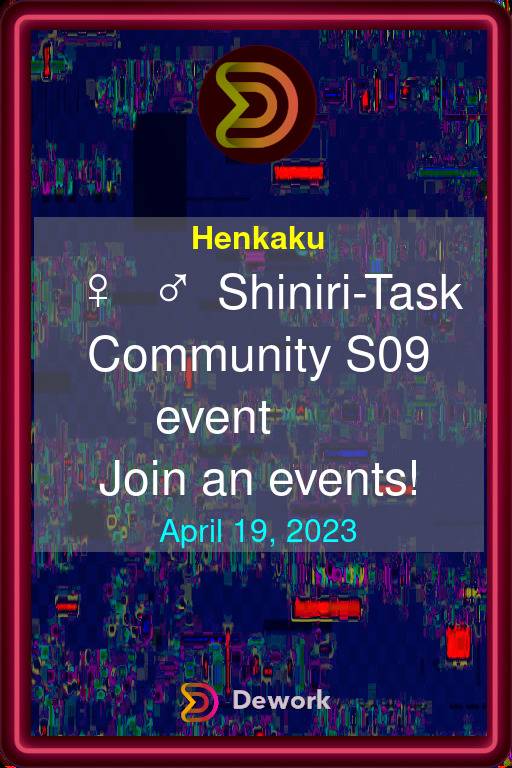 Henkaku
♀ ♂ Shiniri-Task
Community S09
event
Join an events!
April 19, 2023
Dework